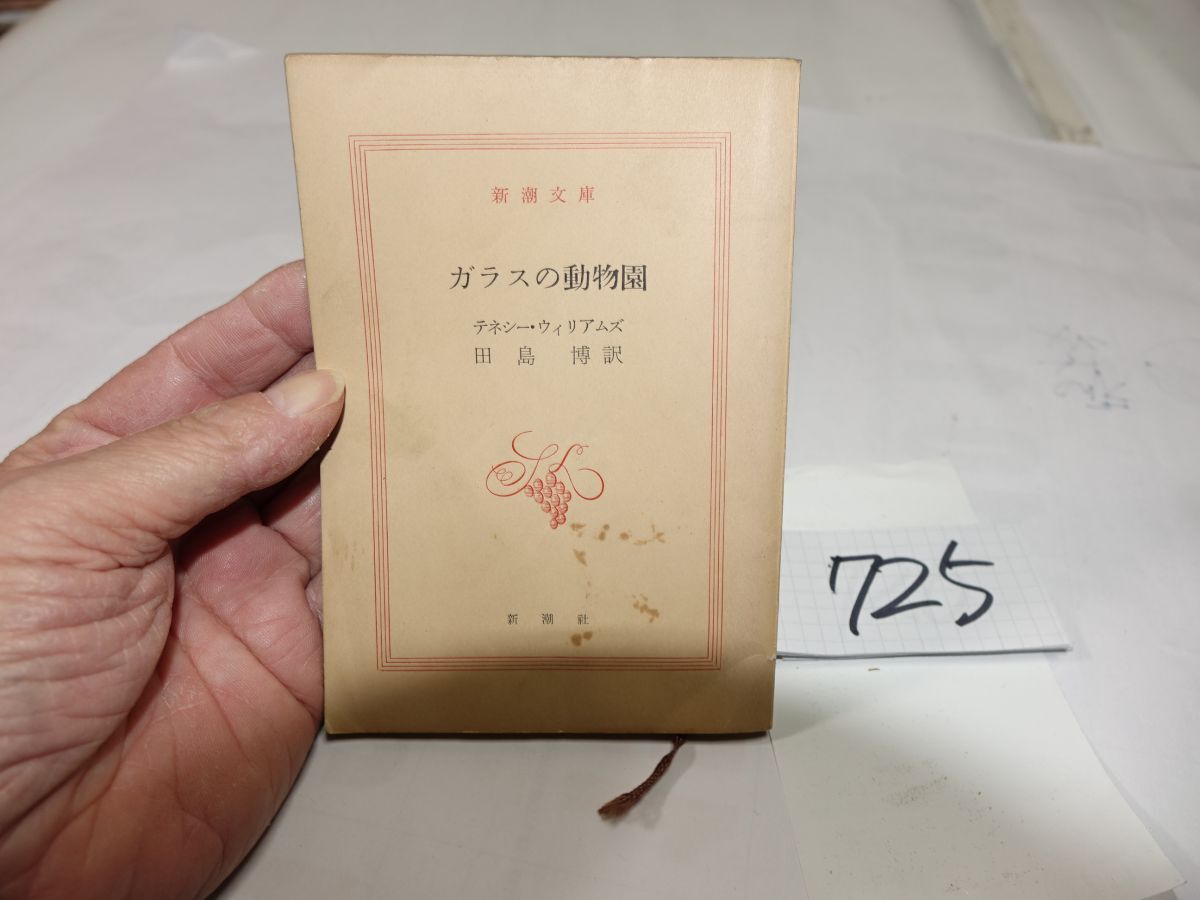 新潮文庫
ガラスの動物園
テネシー・ウィリアムズ
田島 博訳
新潮社
725